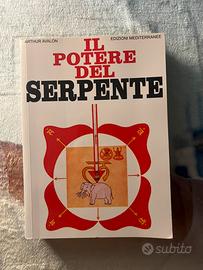 ARTHUR AVALON EDIZIONI MEDITERRANEE
IL
POTERE
DEL
SERPENTE
subito